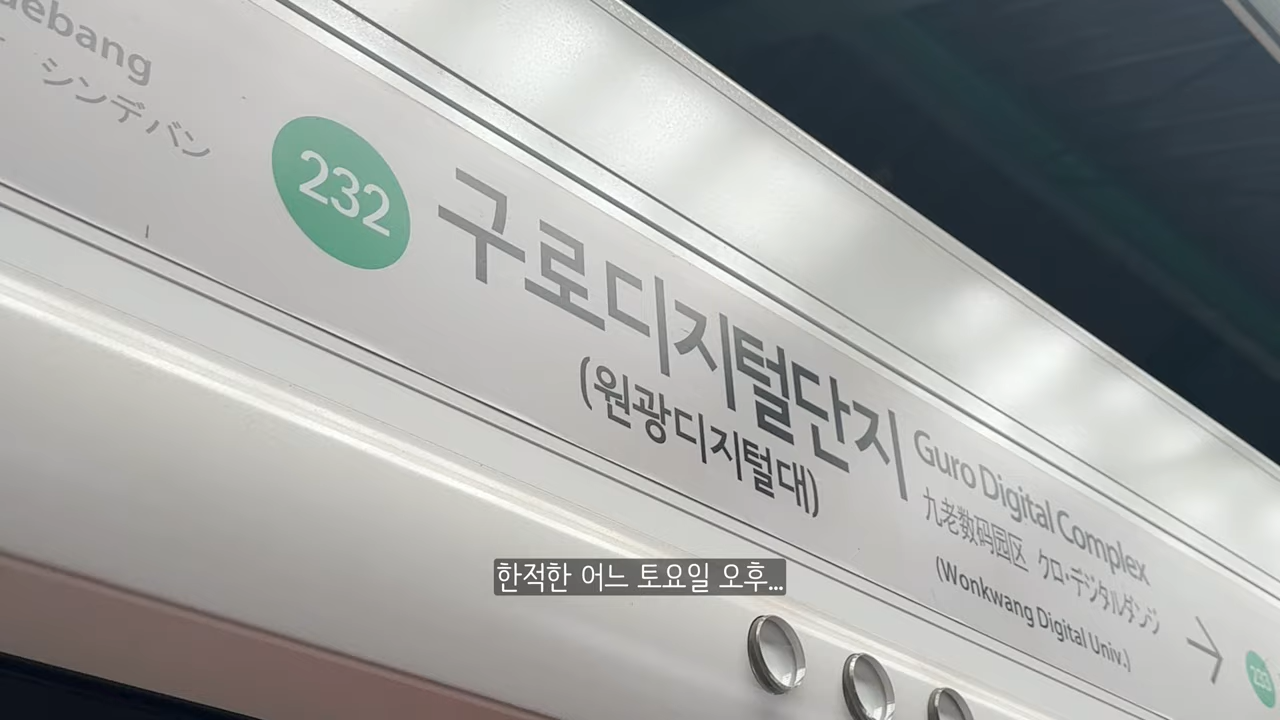 ebang
シンデバン
232
구로디지털단지
(원광디지털대)
Guro Digital Complex
九老数码园区 クロ・デジタルダンジ
(Wonkwang Digital Univ.)
→
233
한적한 어느 토요일 오후...